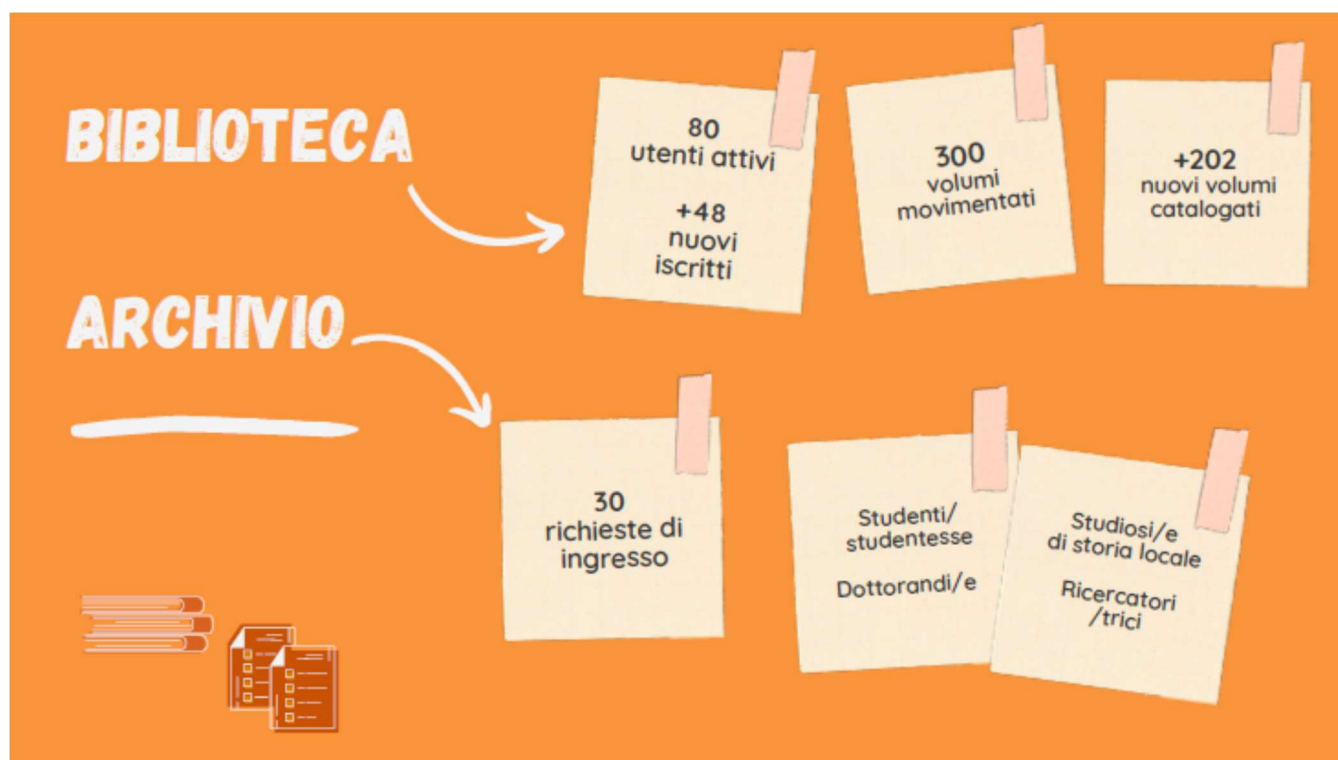 BIBLIOTECA
80
utenti attivi
+48
nuovi
iscritti
300
volumi
movimentati
+202
nuovi volumi
catalogati
ARCHIVIO
30
richieste di
ingresso
Studenti/
studentesse
Dottorandi/e
Studiosi/e
di storia locale
Ricercatori
/trici